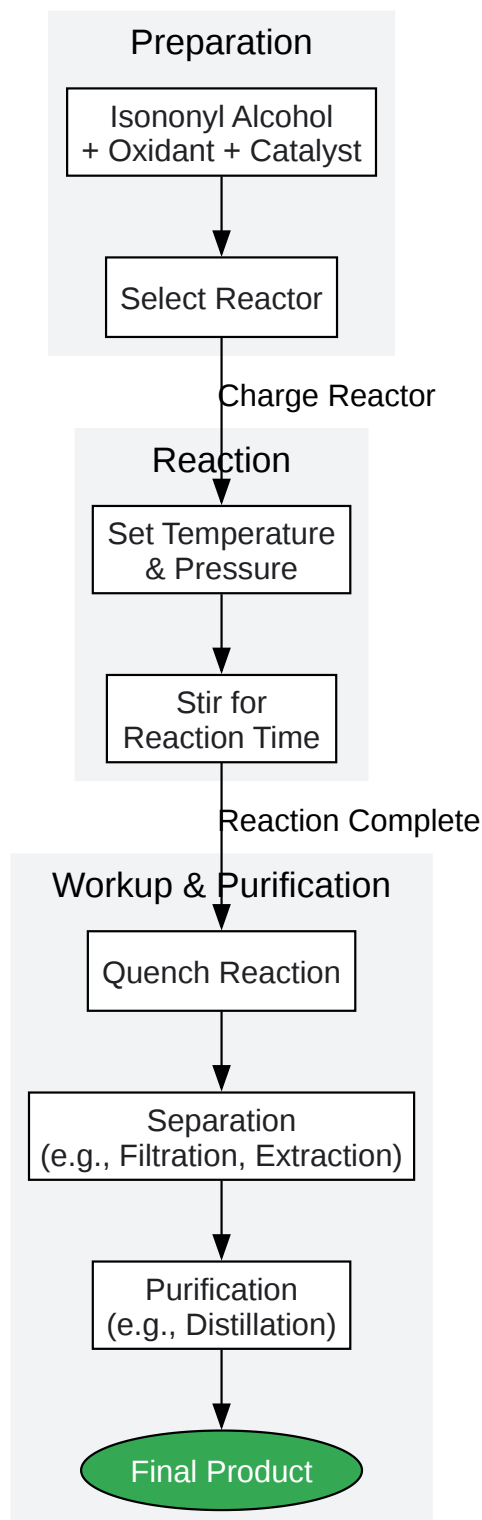 Preparation
Isononyl Alcohol
+ Oxidant + Catalyst
Select Reactor
Charge Reactor
Reaction
Set Temperature
& Pressure
Stir for
Reaction Time
Reaction Complete
Workup & Purification
Quench Reaction
Separation
(e.g., Filtration, Extraction)
Purification
(e.g., Distillation)
Final Product